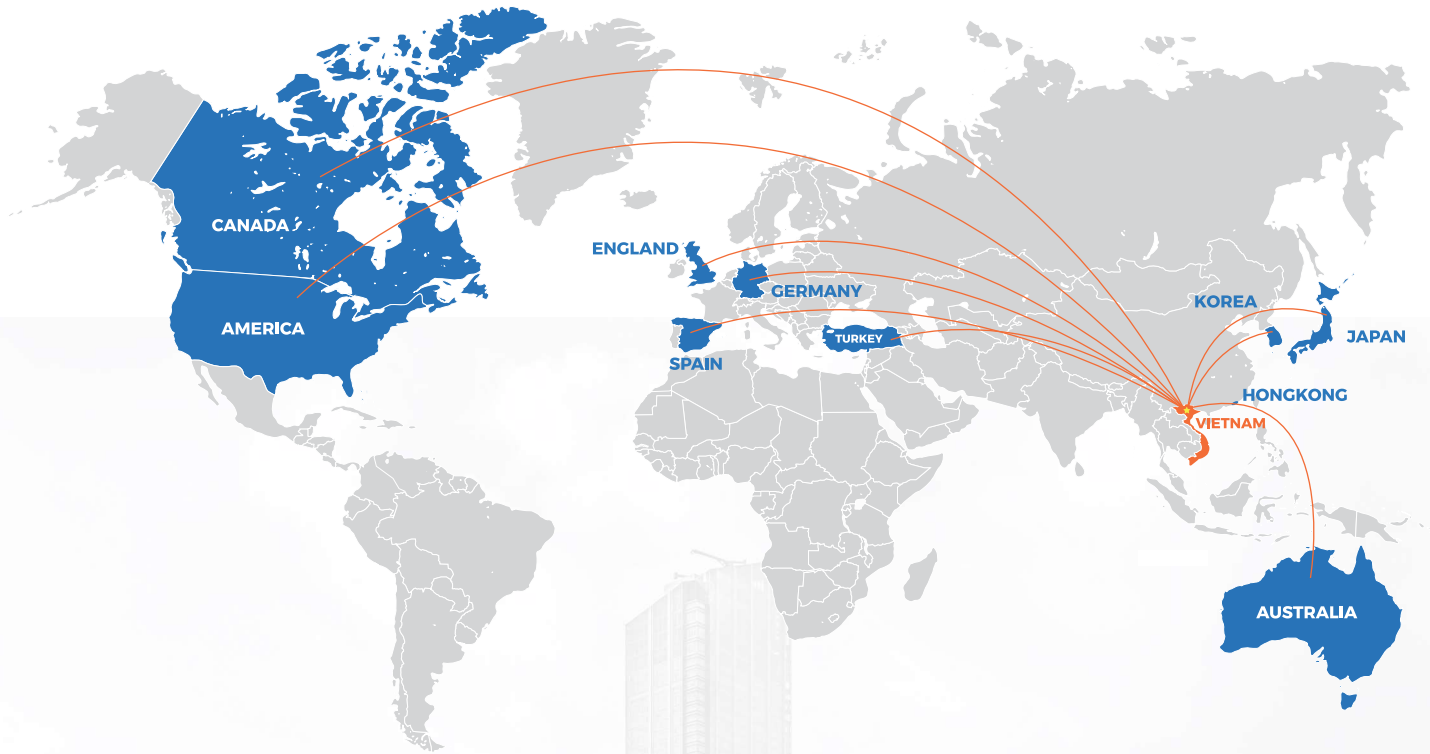 CANADA
ENGLAND
GERMANY
KOREA
AMERICA
TURKEY
JAPAN
SPAIN
HONGKONG
VIETNAM
AUSTRALIA